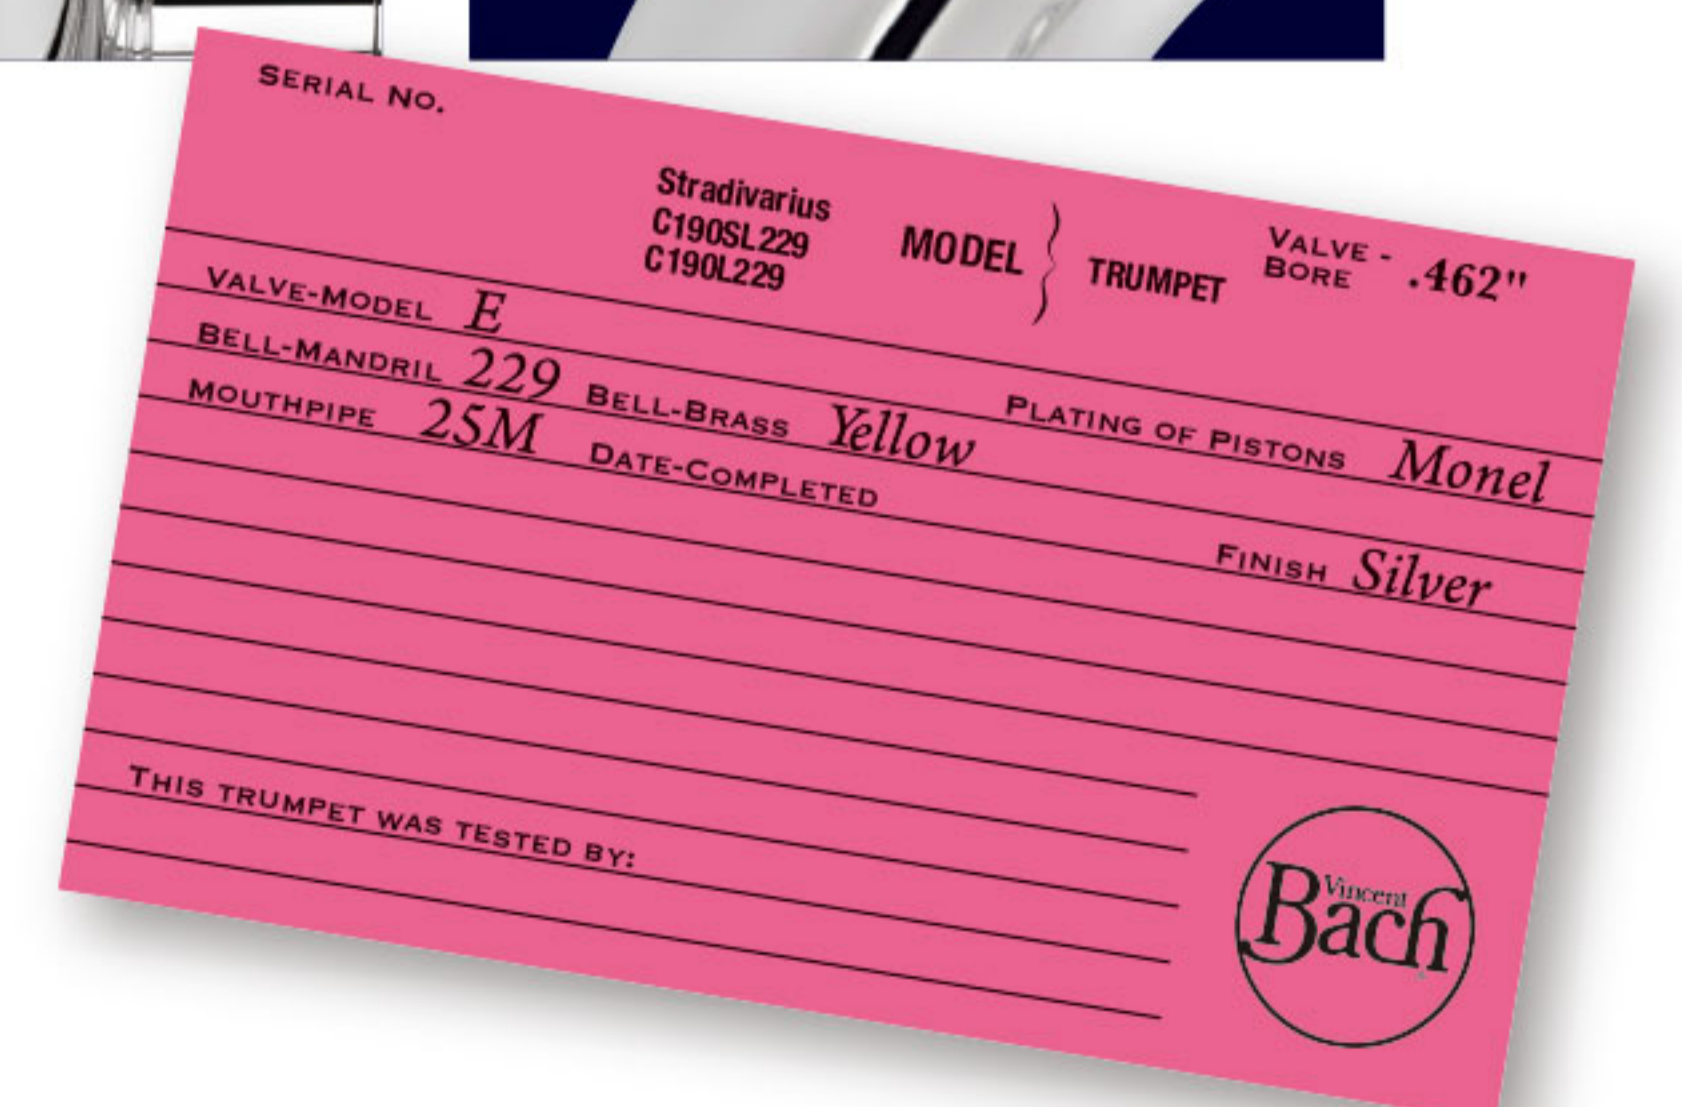 SERIAL NO.
Stradivarius
C190SL229
C190L229
MODEL } TRUMPET
VALVE -
BORE .462"
VALVE-MODEL E
PLATING OF PISTONS Monel
BELL-MANDRIL 229 BELL-BRASS Yellow
FINISH Silver
MOUTHPIPE 25M DATE-COMPLETED
THIS TRUMPET WAS TESTED BY:
Vincent
Bach